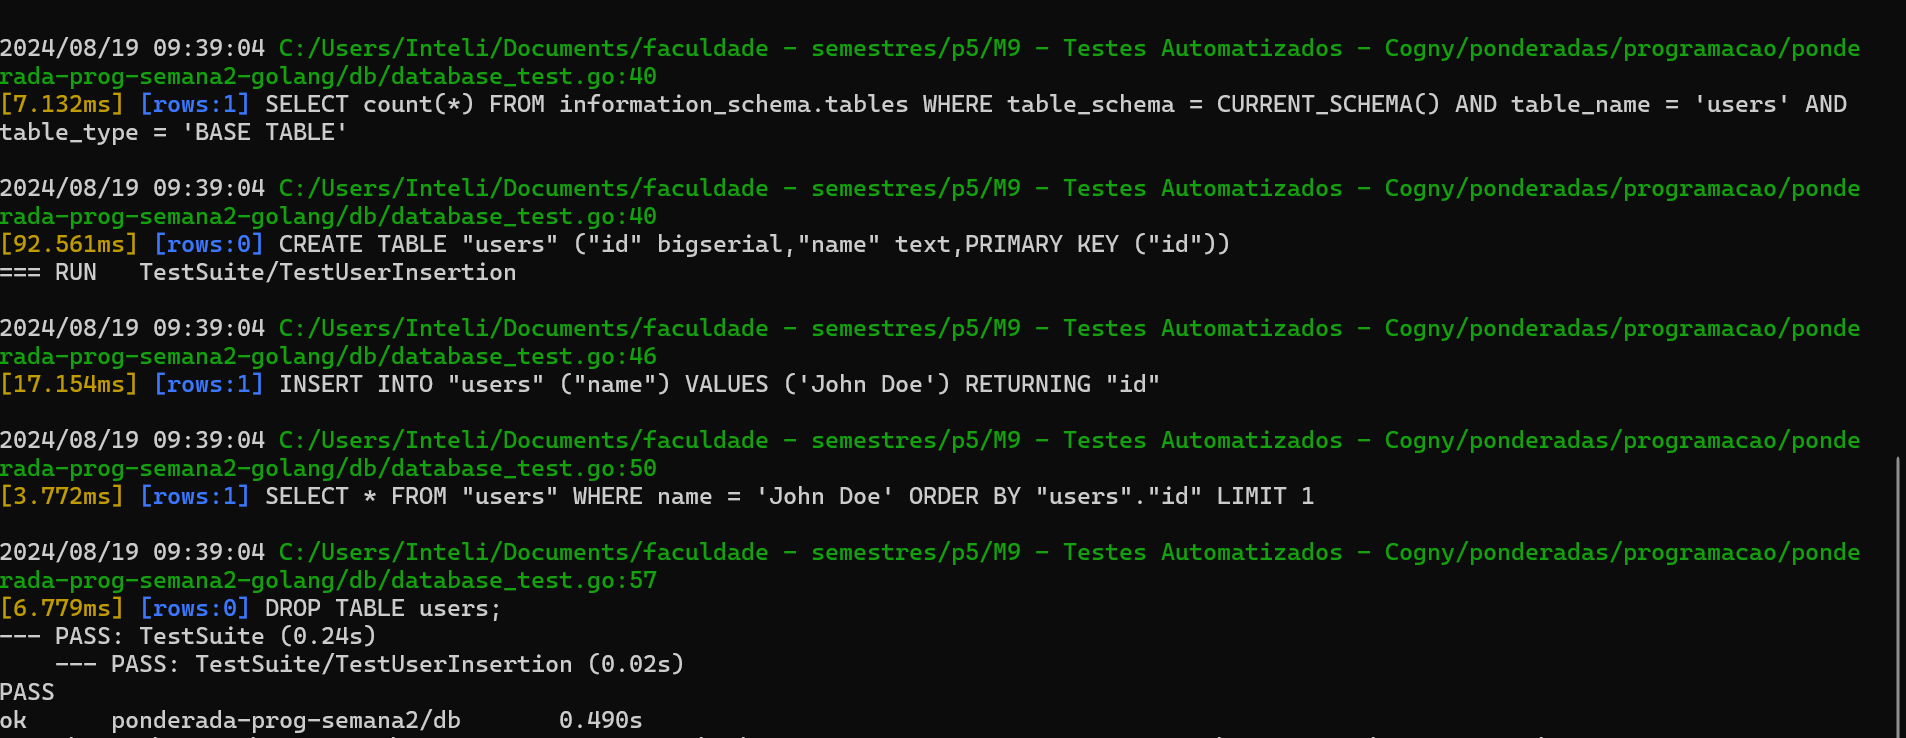 2024/08/19 09:39:04 C:/Users/Inteli/Documents/faculdade - semestres/p5/M9 - Testes Automatizados - Cogny/ponderadas/programacao/ponde
rada-prog-semana2-golang/db/database_test.go:40
[7.132ms] [rows:1] SELECT count(*) FROM information_schema.tables WHERE table_schema = CURRENT_SCHEMA() AND table_name = 'users' AND
table_type = 'BASE TABLE'
2024/08/19 09:39:04 C:/Users/Inteli/Documents/faculdade - semestres/p5/M9 - Testes Automatizados - Cogny/ponderadas/programacao/ponde
rada-prog-semana2-golang/db/database_test.go:40
[92.561ms] [rows:0] CREATE TABLE "users" ("id" bigserial,"name" text,PRIMARY KEY ("id"))
=== RUN   TestSuite/TestUserInsertion
2024/08/19 09:39:04 C:/Users/Inteli/Documents/faculdade - semestres/p5/M9 - Testes Automatizados - Cogny/ponderadas/programacao/ponde
rada-prog-semana2-golang/db/database_test.go:46
[17.154ms] [rows:1] INSERT INTO "users" ("name") VALUES ('John Doe') RETURNING "id"
2024/08/19 09:39:04 C:/Users/Inteli/Documents/faculdade - semestres/p5/M9 - Testes Automatizados - Cogny/ponderadas/programacao/ponde
rada-prog-semana2-golang/db/database_test.go:50
[3.772ms] [rows:1] SELECT * FROM "users" WHERE name = 'John Doe' ORDER BY "users"."id" LIMIT 1
2024/08/19 09:39:04 C:/Users/Inteli/Documents/faculdade - semestres/p5/M9 - Testes Automatizados - Cogny/ponderadas/programacao/ponde
rada-prog-semana2-golang/db/database_test.go:57
[6.779ms] [rows:0] DROP TABLE users;
--- PASS: TestSuite (0.24s)
    --- PASS: TestSuite/TestUserInsertion (0.02s)
PASS
ok      ponderada-prog-semana2/db       0.490s